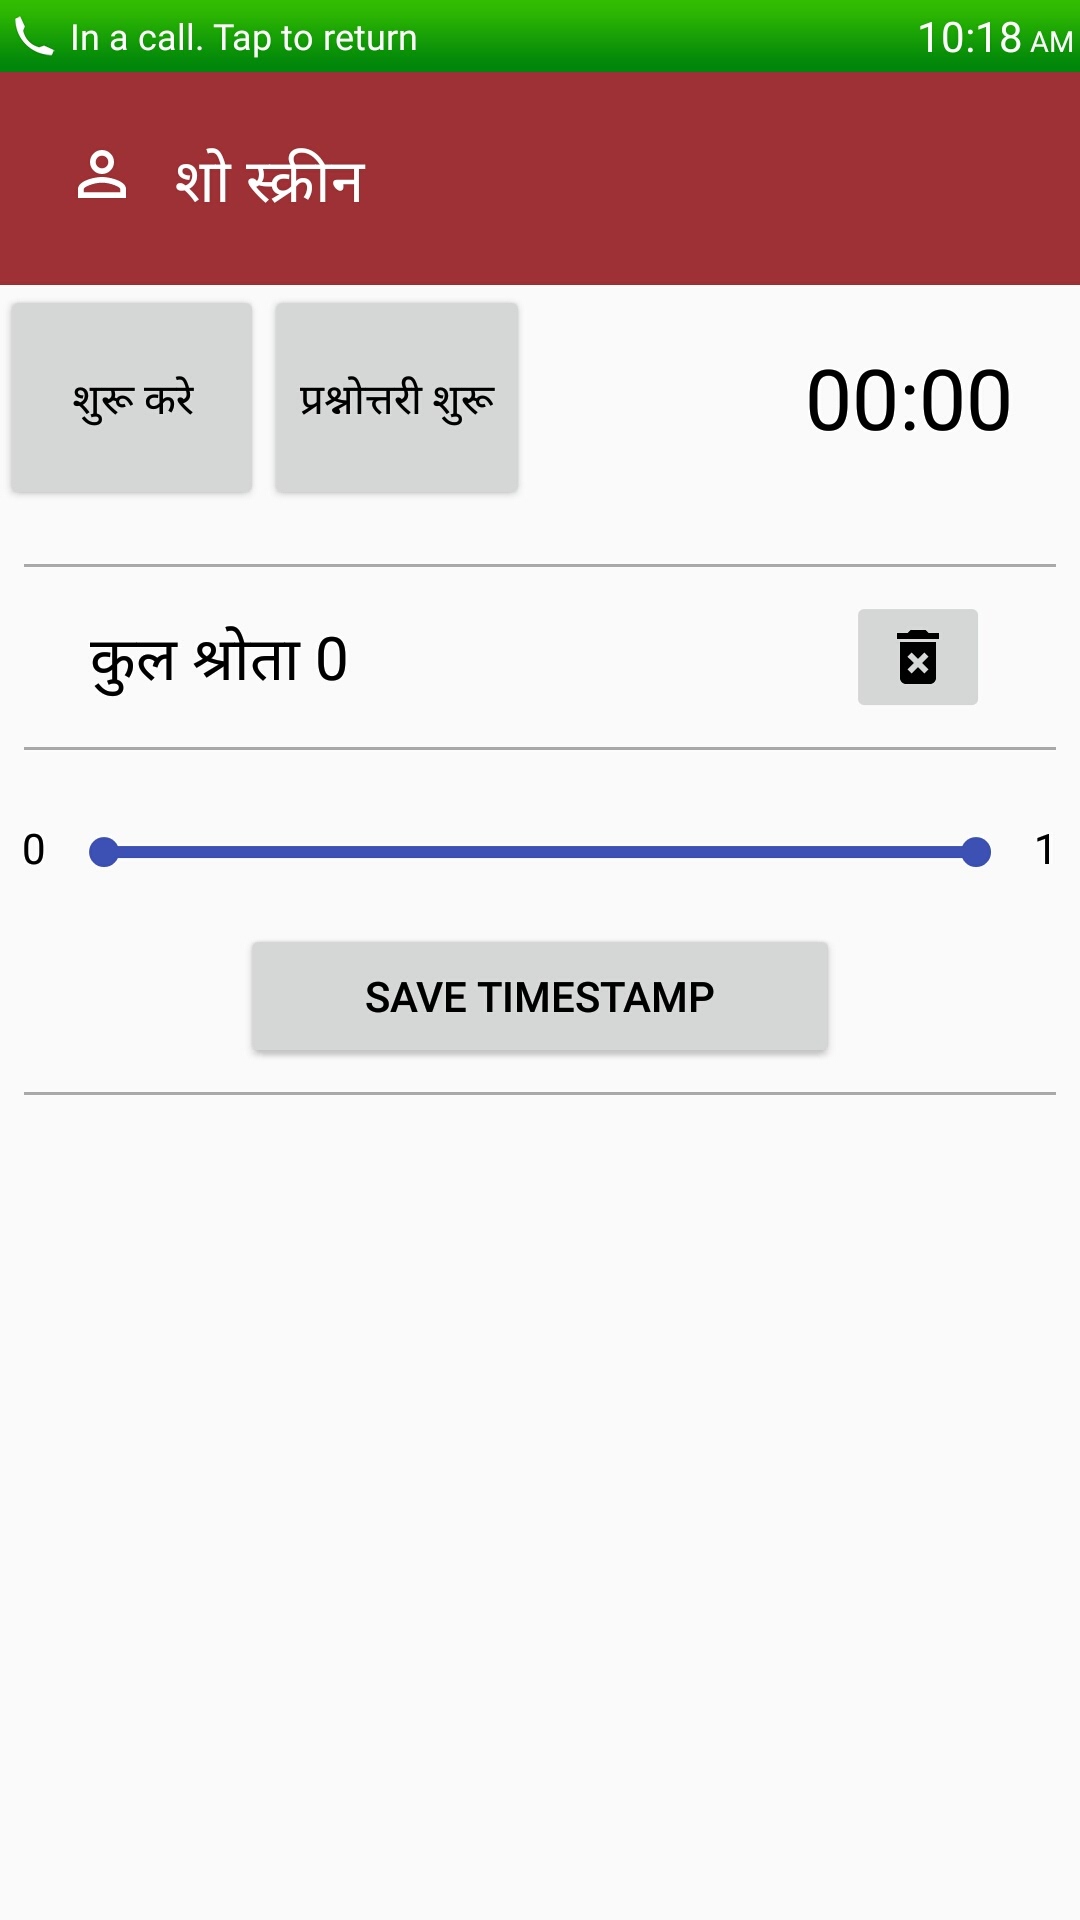 In a call. Tap to return 10:18 AM
शो स्क्रीन
शुरू करे प्रश्नोत्तरी शुरू 00:00
कुल श्रोता 0
0 1
SAVE TIMESTAMP